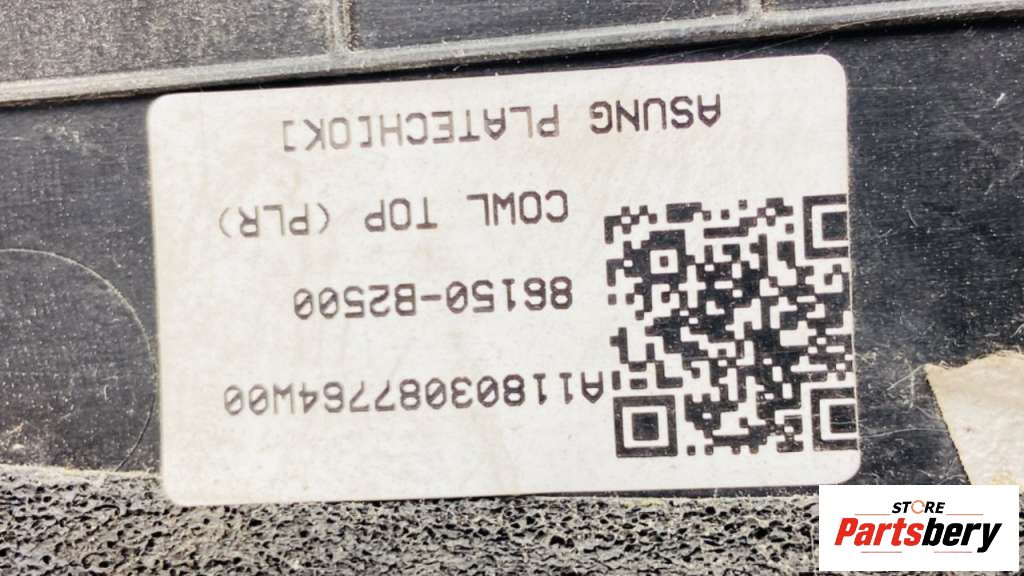 A11803087764W00
86150-B2500
COWL TOP (PLR)
ASUNG PLATECH[OK]
STORE
Partsbery